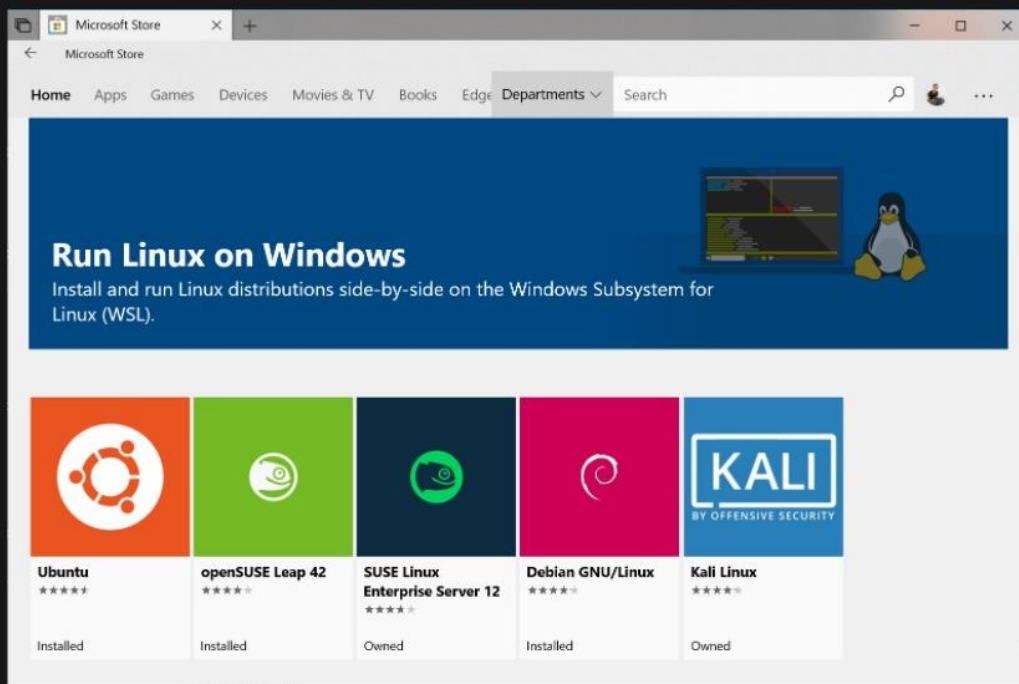 Microsoft Store
Microsoft Store
Home Apps Games Devices Movies & TV Books Edge Departments Search
Run Linux on Windows
Install and run Linux distributions side-by-side on the Windows Subsystem for
Linux (WSL).
KALI
BY OFFENSIVE SECURITY
Ubuntu
Installed
openSUSE Leap 42
Installed
SUSE Linux
Enterprise Server 12
Owned
Debian GNU/Linux
Installed
Kali Linux
Owned